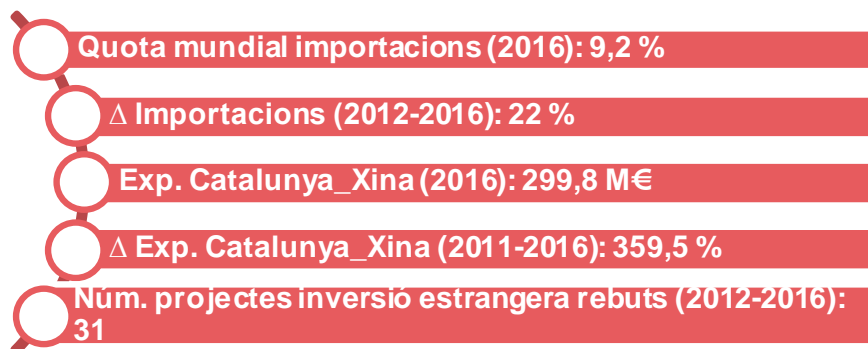 Quota mundial importacions (2016): 9,2 %
Δ Importacions (2012-2016): 22 %
Exp. Catalunya_Xina (2016): 299,8 M€
Δ Exp. Catalunya_Xina (2011-2016): 359,5 %
Núm. projectes inversió estrangera rebuts (2012-2016):
31